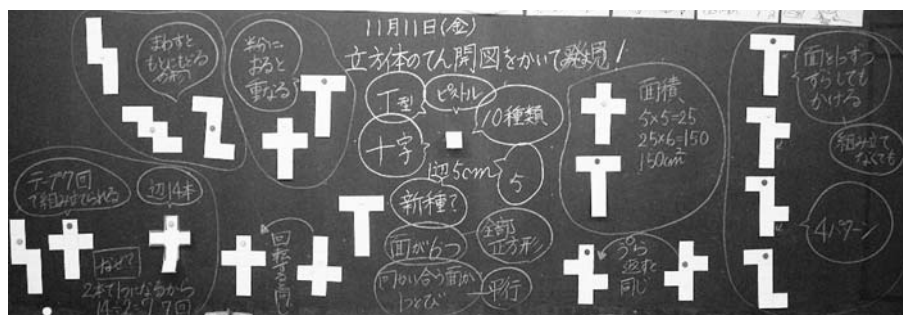 11月11日(金)
立方体のてん開図をかいて発見!
まわすと
もとにもどる
半分に
おると
重なる
T型
ピストル
10種類
十字
1辺5cm
5
新種?
面が6つ
全部
立方形
向かい合う面が
1つとび
平行
面積
5×5=25
25×6=150
150cm²
面を1らずつ
ずらしても
かける
組み立て
なくても
4パターン
テープ7回
で組み立てられる
辺14本
なぜ?
2本で1つになるから
14÷2=7 7回
回転すると同じ
うら
返すと
同じ